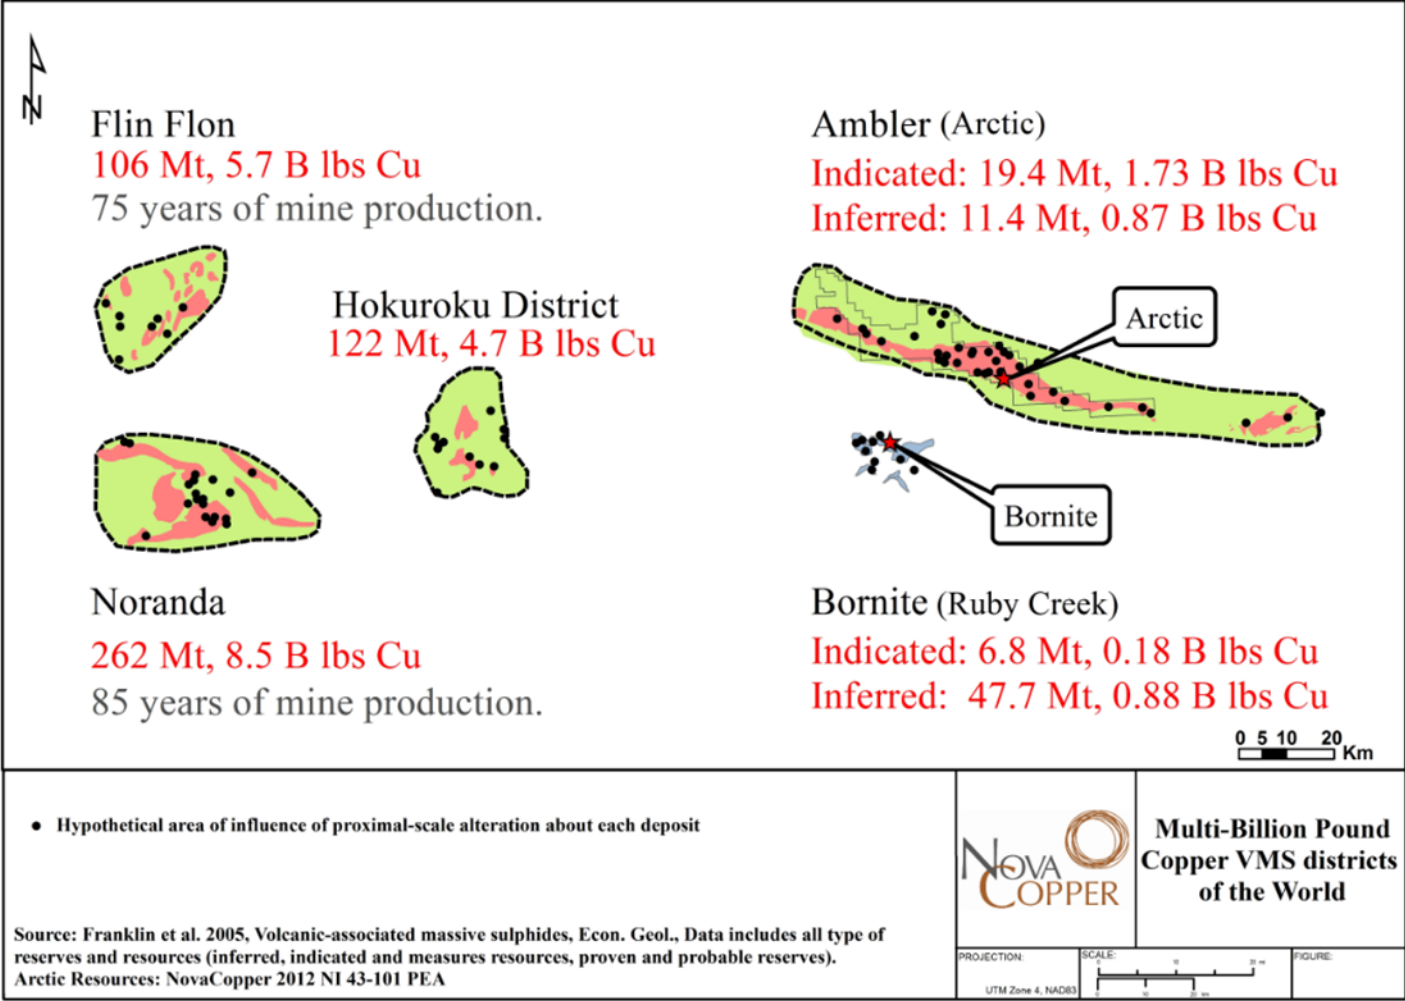 N
Flin Flon
106 Mt, 5.7 B lbs Cu
75 years of mine production.
Hokuroku District
122 Mt, 4.7 B lbs Cu
Noranda
262 Mt, 8.5 B lbs Cu
85 years of mine production.
Ambler (Arctic)
Indicated: 19.4 Mt, 1.73 B lbs Cu
Inferred: 11.4 Mt, 0.87 B lbs Cu
Arctic
Bornite
Bornite (Ruby Creek)
Indicated: 6.8 Mt, 0.18 B lbs Cu
Inferred: 47.7 Mt, 0.88 B lbs Cu
0 5 10 20 Km
Hypothetical area of influence of proximal-scale alteration about each deposit
Source: Franklin et al. 2005, Volcanic-associated massive sulphides, Econ. Geol., Data includes all type of
reserves and resources (inferred, indicated and measures resources, proven and probable reserves).
Arctic Resources: NovaCopper 2012 NI 43-101 PEA
NOVA
COPPER
Multi-Billion Pound
Copper VMS districts
of the World
PROJECTION:
UTM Zone 4, NAD83
SCALE:
0 10
0 10 20
FIGURE: